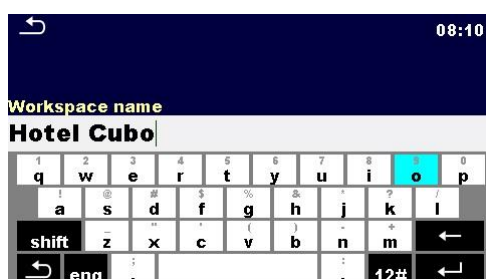 08:10
Workspace name
Hotel Cubo
1 2 3 4 5 6 7 8 9 0
q w e r t y u i o p
! @ # $ % & ' ? /
a s d f g h j k l
_ " ( ) - +
shift z x c v b n m ←
; :
eng , . 12#